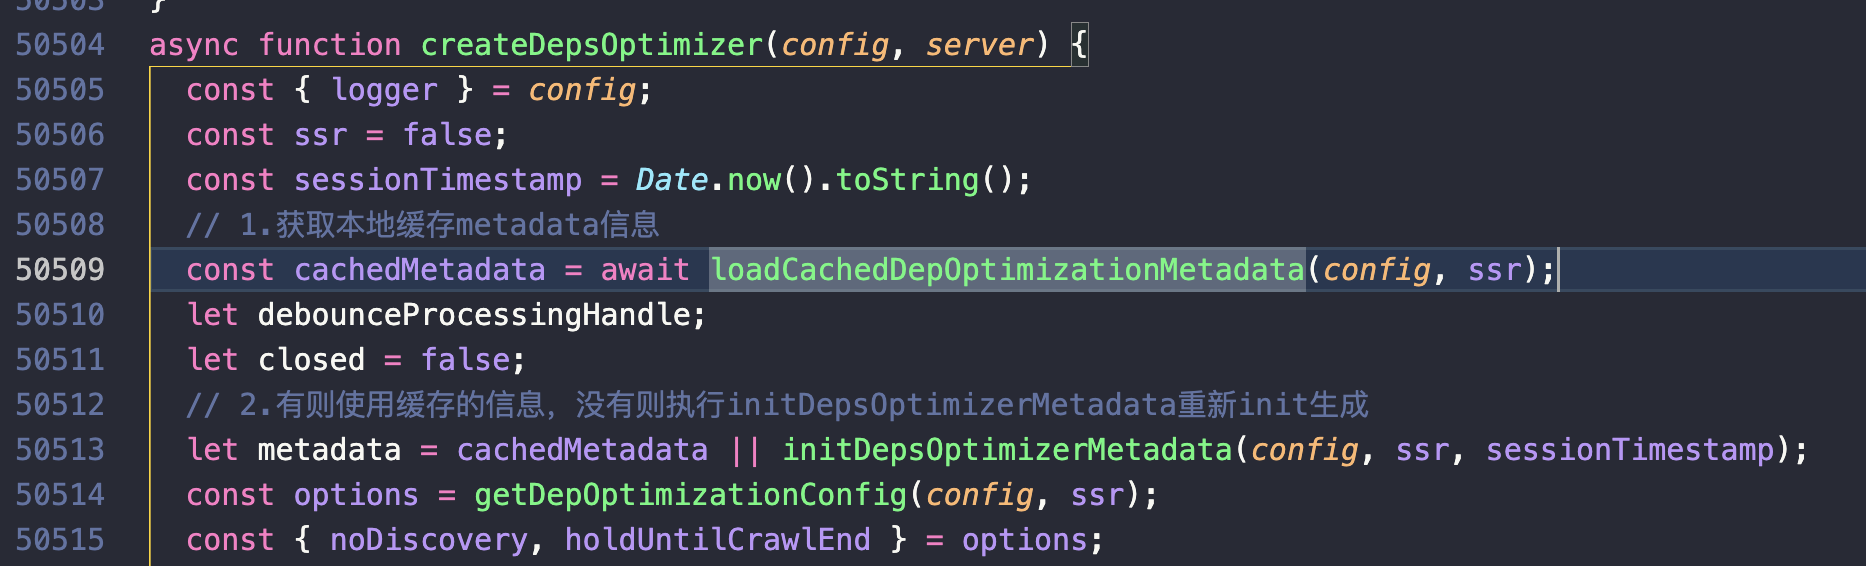 50503 }
50504 async function createDepsOptimizer(config, server) {
50505 const { logger } = config;
50506 const ssr = false;
50507 const sessionTimestamp = Date.now().toString();
50508 // 1.获取本地缓存metadata信息
50509 const cachedMetadata = await loadCachedDepOptimizationMetadata(config, ssr);
50510 let debounceProcessingHandle;
50511 let closed = false;
50512 // 2.有则使用缓存的信息，没有则执行initDepsOptimizerMetadata重新init生成
50513 let metadata = cachedMetadata || initDepsOptimizerMetadata(config, ssr, sessionTimestamp);
50514 const options = getDepOptimizationConfig(config, ssr);
50515 const { noDiscovery, holdUntilCrawlEnd } = options;